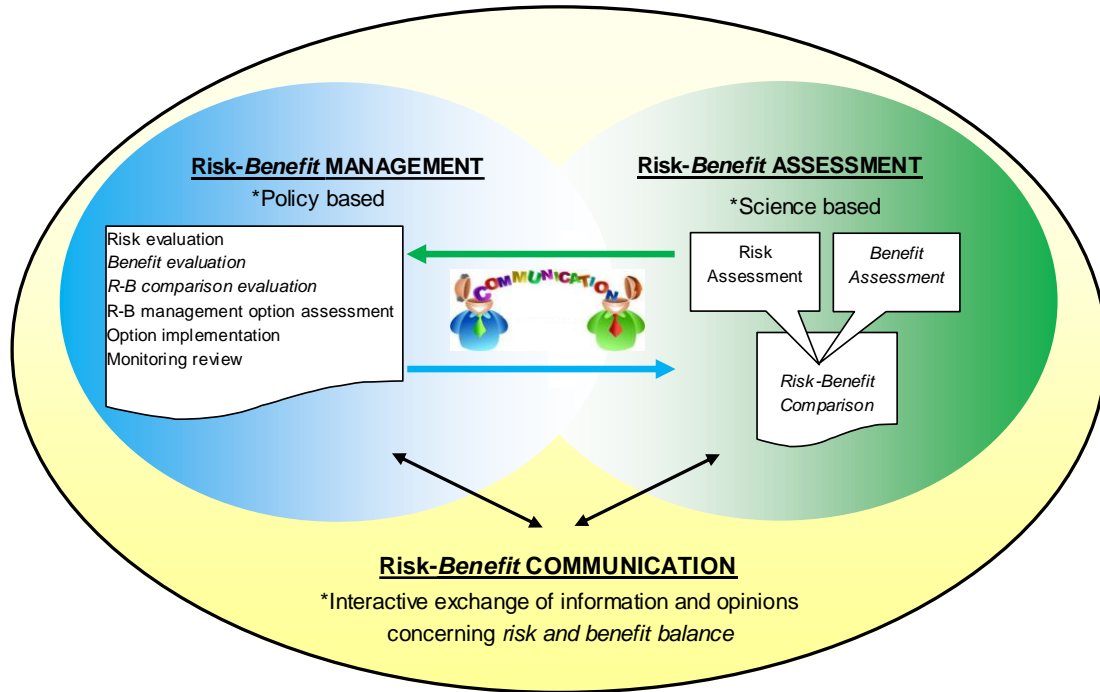 Risk-Benefit MANAGEMENT
*Policy based
Risk evaluation
Benefit evaluation
R-B comparison evaluation
R-B management option assessment
Option implementation
Monitoring review
COMMUNICATION
Risk-Benefit ASSESSMENT
*Science based
Risk
Assessment
Benefit
Assessment
Risk-Benefit
Comparison
Risk-Benefit COMMUNICATION
*Interactive exchange of information and opinions
concerning risk and benefit balance